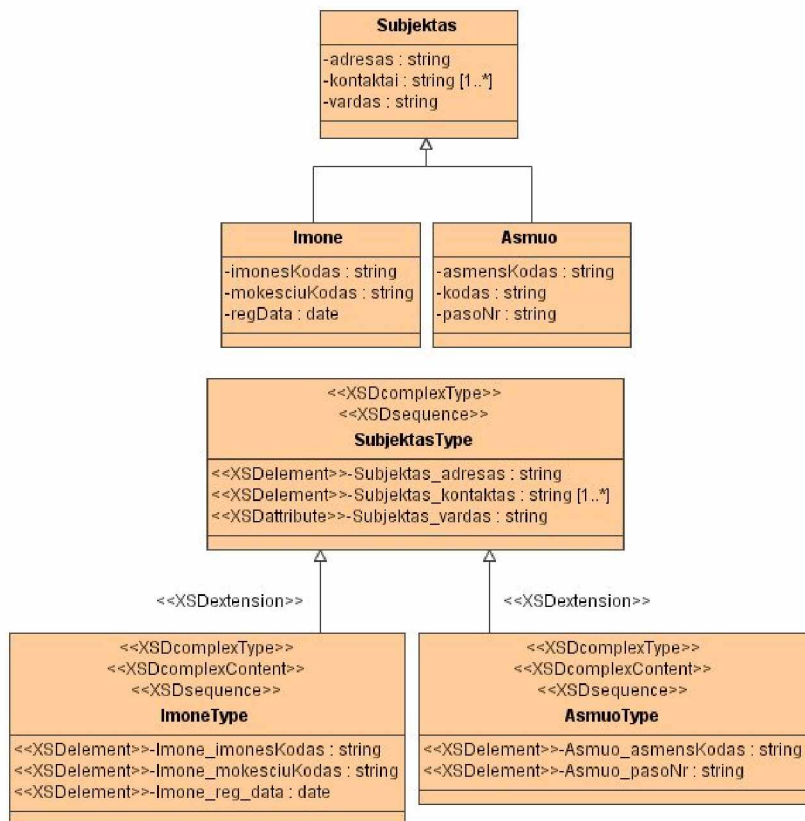 Subjektas
-adresas : string
-kontaktai : string [1..*]
-vardas : string
Imone
-imonesKodas : string
-mokesciuKodas : string
-regData : date
Asmuo
-asmensKodas : string
-kodas : string
-pasoNr : string
<<XSDcomplexType>>
<<XSDsequence>>
SubjektasType
<<XSDelement>>-Subjektas_adresas : string
<<XSDelement>>-Subjektas_kontaktas : string [1..*]
<<XSDattribute>>-Subjektas_vardas : string
<<XSDextension>>
<<XSDextension>>
<<XSDcomplexType>>
<<XSDcomplexContent>>
<<XSDsequence>>
ImoneType
<<XSDelement>>-Imone_imonesKodas : string
<<XSDelement>>-Imone_mokesciuKodas : string
<<XSDelement>>-Imone_reg_data : date
<<XSDcomplexType>>
<<XSDcomplexContent>>
<<XSDsequence>>
AsmuoType
<<XSDelement>>-Asmuo_asmensKodas : string
<<XSDelement>>-Asmuo_pasoNr : string